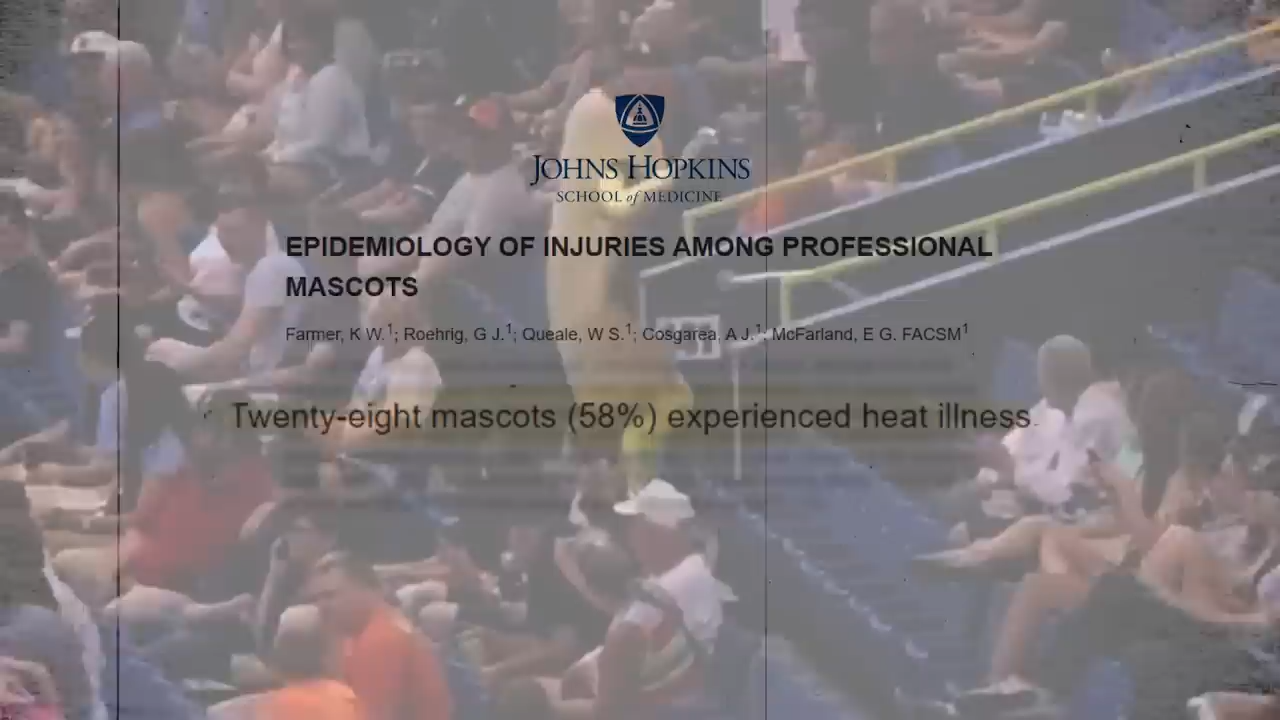 JOHNS HOPKINS
SCHOOL of MEDICINE
EPIDEMIOLOGY OF INJURIES AMONG PROFESSIONAL
MASCOTS
Farmer, K W.1; Roehrig, G J.1; Queale, W S.1; Cosgarea, A J.1; McFarland, E G. FACSM1
Twenty-eight mascots (58%) experienced heat illness.